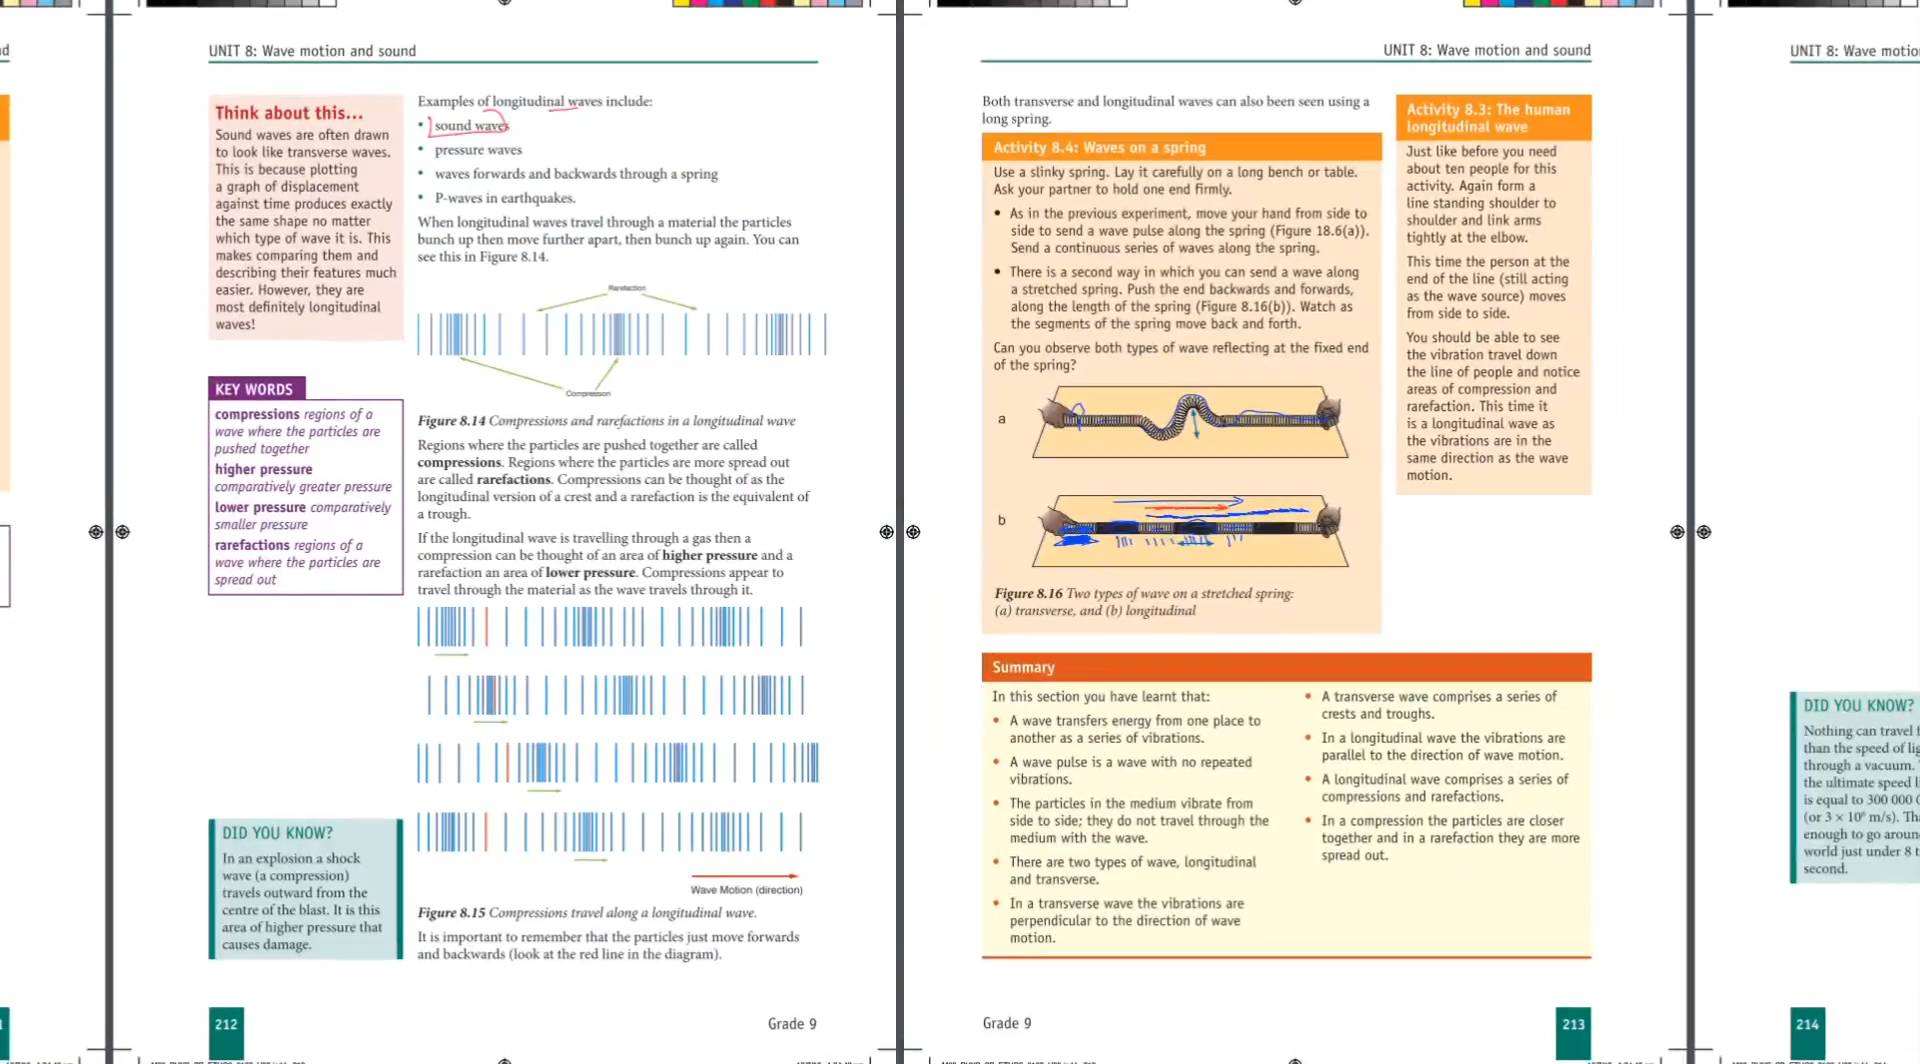 UNIT 8: Wave motion and sound
Think about this...
Sound waves are often drawn
to look like transverse waves.
This is because plotting
a graph of displacement
against time produces exactly
the same shape no matter
which type of wave it is. This
makes comparing them and
describing their features much
easier. However, they are
most definitely longitudinal
waves!
KEY WORDS
compressions regions of a
wave where the particles are
pushed together
higher pressure
comparatively greater pressure
lower pressure comparatively
smaller pressure
rarefactions regions of a
wave where the particles are
spread out
DID YOU KNOW?
In an explosion a shock
wave (a compression)
travels outward from the
centre of the blast. It is this
area of higher pressure that
causes damage.
Examples of longitudinal waves include:
• sound waves
• pressure waves
• waves forwards and backwards through a spring
• P-waves in earthquakes.
When longitudinal waves travel through a material the particles
bunch up then move further apart, then bunch up again. You can
see this in Figure 8.14.
Rarefaction
Compression
Figure 8.14 Compressions and rarefactions in a longitudinal wave
Regions where the particles are pushed together are called
compressions. Regions where the particles are more spread out
are called rarefactions. Compressions can be thought of as the
longitudinal version of a crest and a rarefaction is the equivalent of
a trough.
If the longitudinal wave is travelling through a gas then a
compression can be thought of an area of higher pressure and a
rarefaction an area of lower pressure. Compressions appear to
travel through the material as the wave travels through it.
Wave Motion (direction)
Figure 8.15 Compressions travel along a longitudinal wave.
It is important to remember that the particles just move forwards
and backwards (look at the red line in the diagram).
212
Grade 9
UNIT 8: Wave motion and sound
Both transverse and longitudinal waves can also been seen using a
long spring.
Activity 8.4: Waves on a spring
Use a slinky spring. Lay it carefully on a long bench or table.
Ask your partner to hold one end firmly.
• As in the previous experiment, move your hand from side to
side to send a wave pulse along the spring (Figure 18.6(a)).
Send a continuous series of waves along the spring.
• There is a second way in which you can send a wave along
a stretched spring. Push the end backwards and forwards,
along the length of the spring (Figure 8.16(b)). Watch as
the segments of the spring move back and forth.
Can you observe both types of wave reflecting at the fixed end
of the spring?
a
b
Figure 8.16 Two types of wave on a stretched spring:
(a) transverse, and (b) longitudinal
Activity 8.3: The human
longitudinal wave
Just like before you need
about ten people for this
activity. Again form a
line standing shoulder to
shoulder and link arms
tightly at the elbow.
This time the person at the
end of the line (still acting
as the wave source) moves
from side to side.
You should be able to see
the vibration travel down
the line of people and notice
areas of compression and
rarefaction. This time it
is a longitudinal wave as
the vibrations are in the
same direction as the wave
motion.
Summary
In this section you have learnt that:
• A wave transfers energy from one place to
another as a series of vibrations.
• A wave pulse is a wave with no repeated
vibrations.
• The particles in the medium vibrate from
side to side; they do not travel through the
medium with the wave.
• There are two types of wave, longitudinal
and transverse.
• In a transverse wave the vibrations are
perpendicular to the direction of wave
motion.
• A transverse wave comprises a series of
crests and troughs.
• In a longitudinal wave the vibrations are
parallel to the direction of wave motion.
• A longitudinal wave comprises a series of
compressions and rarefactions.
• In a compression the particles are closer
together and in a rarefaction they are more
spread out.
Grade 9
213
UNIT 8: Wave motio
DID YOU KNOW?
Nothing can travel f
than the speed of lig
through a vacuum.
the ultimate speed li
is equal to 300 000
(or 3 × 10⁸ m/s). Tha
enough to go aroun
world just under 8 t
second.
214